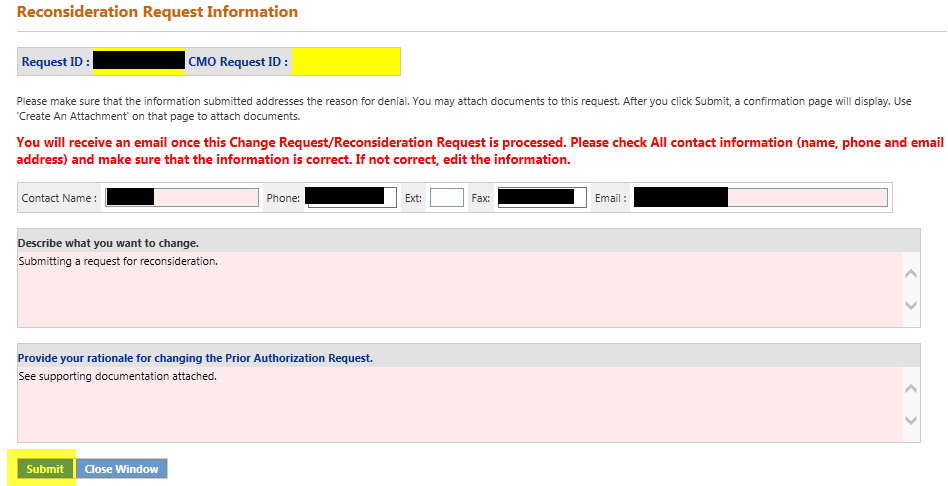 Reconsideration Request Information
Request ID : CMO Request ID :
Please make sure that the information submitted addresses the reason for denial. You may attach documents to this request. After you click Submit, a confirmation page will display. Use
'Create An Attachment' on that page to attach documents.
You will receive an email once this Change Request/Reconsideration Request is processed. Please check All contact information (name, phone and email
address) and make sure that the information is correct. If not correct, edit the information.
Contact Name : Phone: Ext: Fax: Email :
Describe what you want to change.
Submitting a request for reconsideration.
Provide your rationale for changing the Prior Authorization Request.
See supporting documentation attached.
Submit Close Window